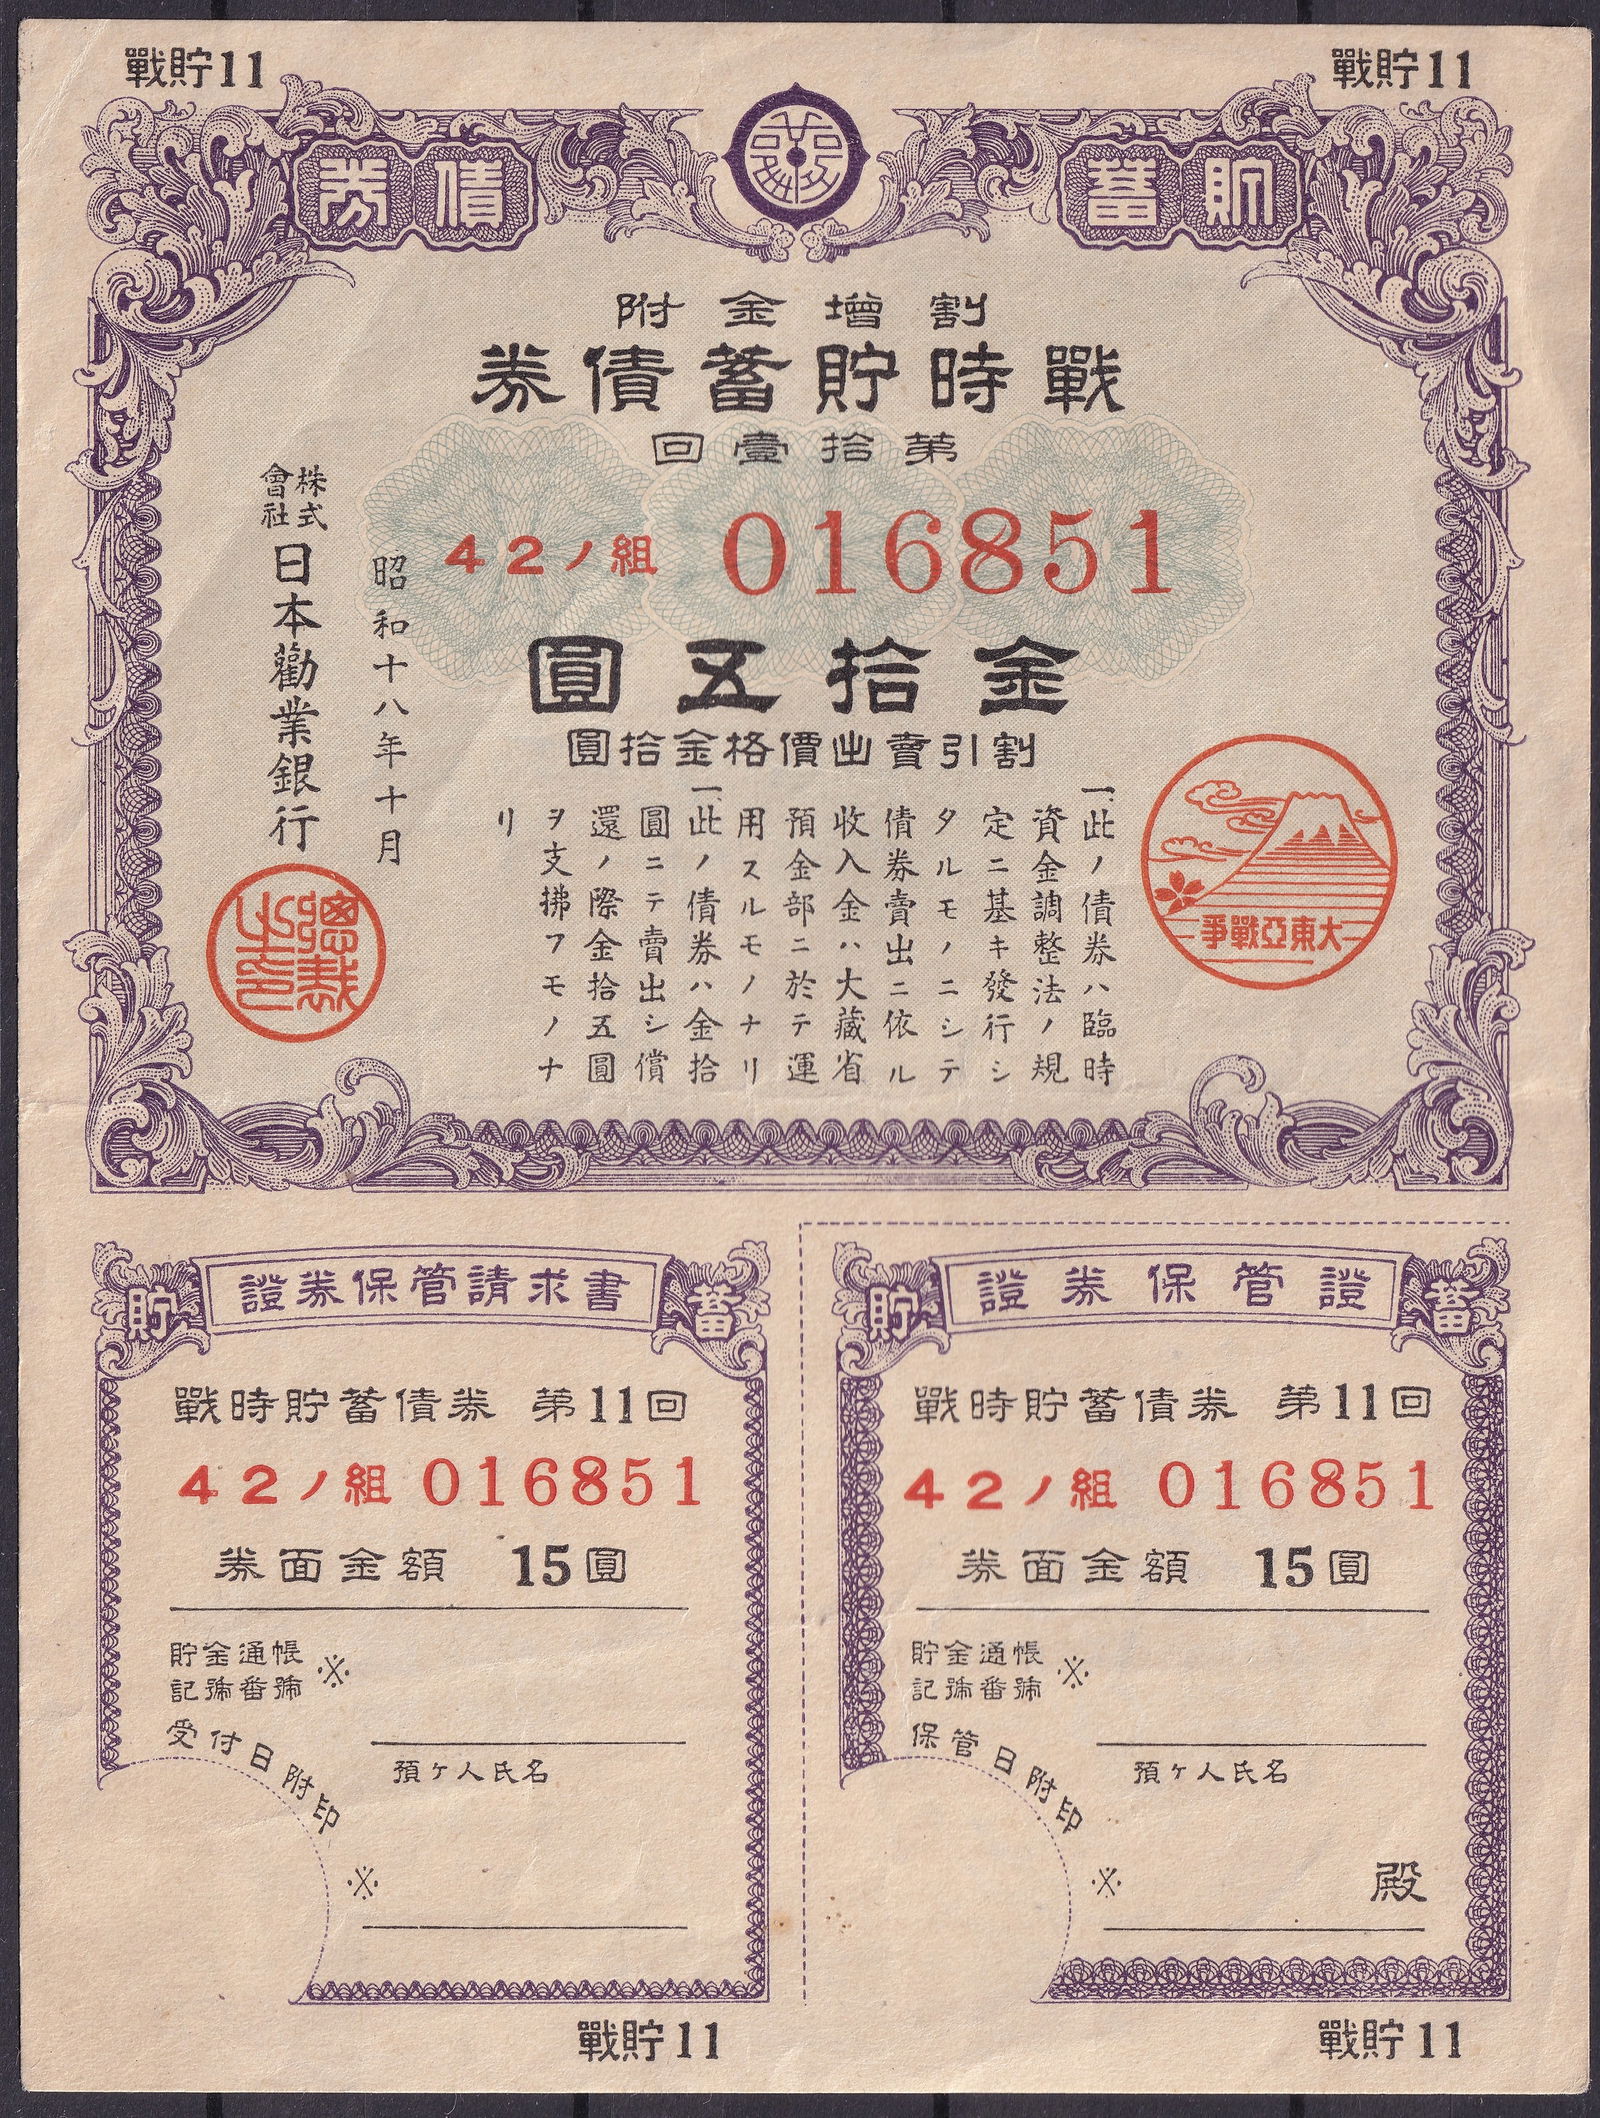 戰貯11
戰貯11
貯蓄
債券
割增金附
戰時貯蓄債券
第拾壹回
42ノ組 016851
金拾五圓
割引賣出價格金拾圓
大東亞戰爭
一、此ノ債券ハ臨時
資金調整法ノ規
定ニ基キ發行シ
タルモノニシテ
債券賣出ニ依ル
收入金ハ大藏省
預金部ニ於テ運
用スルモノナリ
一、此ノ債券ハ金拾
圓ニテ賣出シ償
還ノ際金拾五圓
ヲ支拂フモノナ
リ
昭和十八年十月
株式會社日本勸業銀行
總裁之印
證券保管請求書
貯
蓄
戰時貯蓄債券 第11回
42ノ組 016851
券面金額 15圓
貯金通帳
記號番號
※
受付日附印
預ケ人氏名
※
戰貯11
證券保管證
貯
蓄
戰時貯蓄債券 第11回
42ノ組 016851
券面金額 15圓
貯金通帳
記號番號
※
保管日附印
預ケ人氏名
※
殿
戰貯11